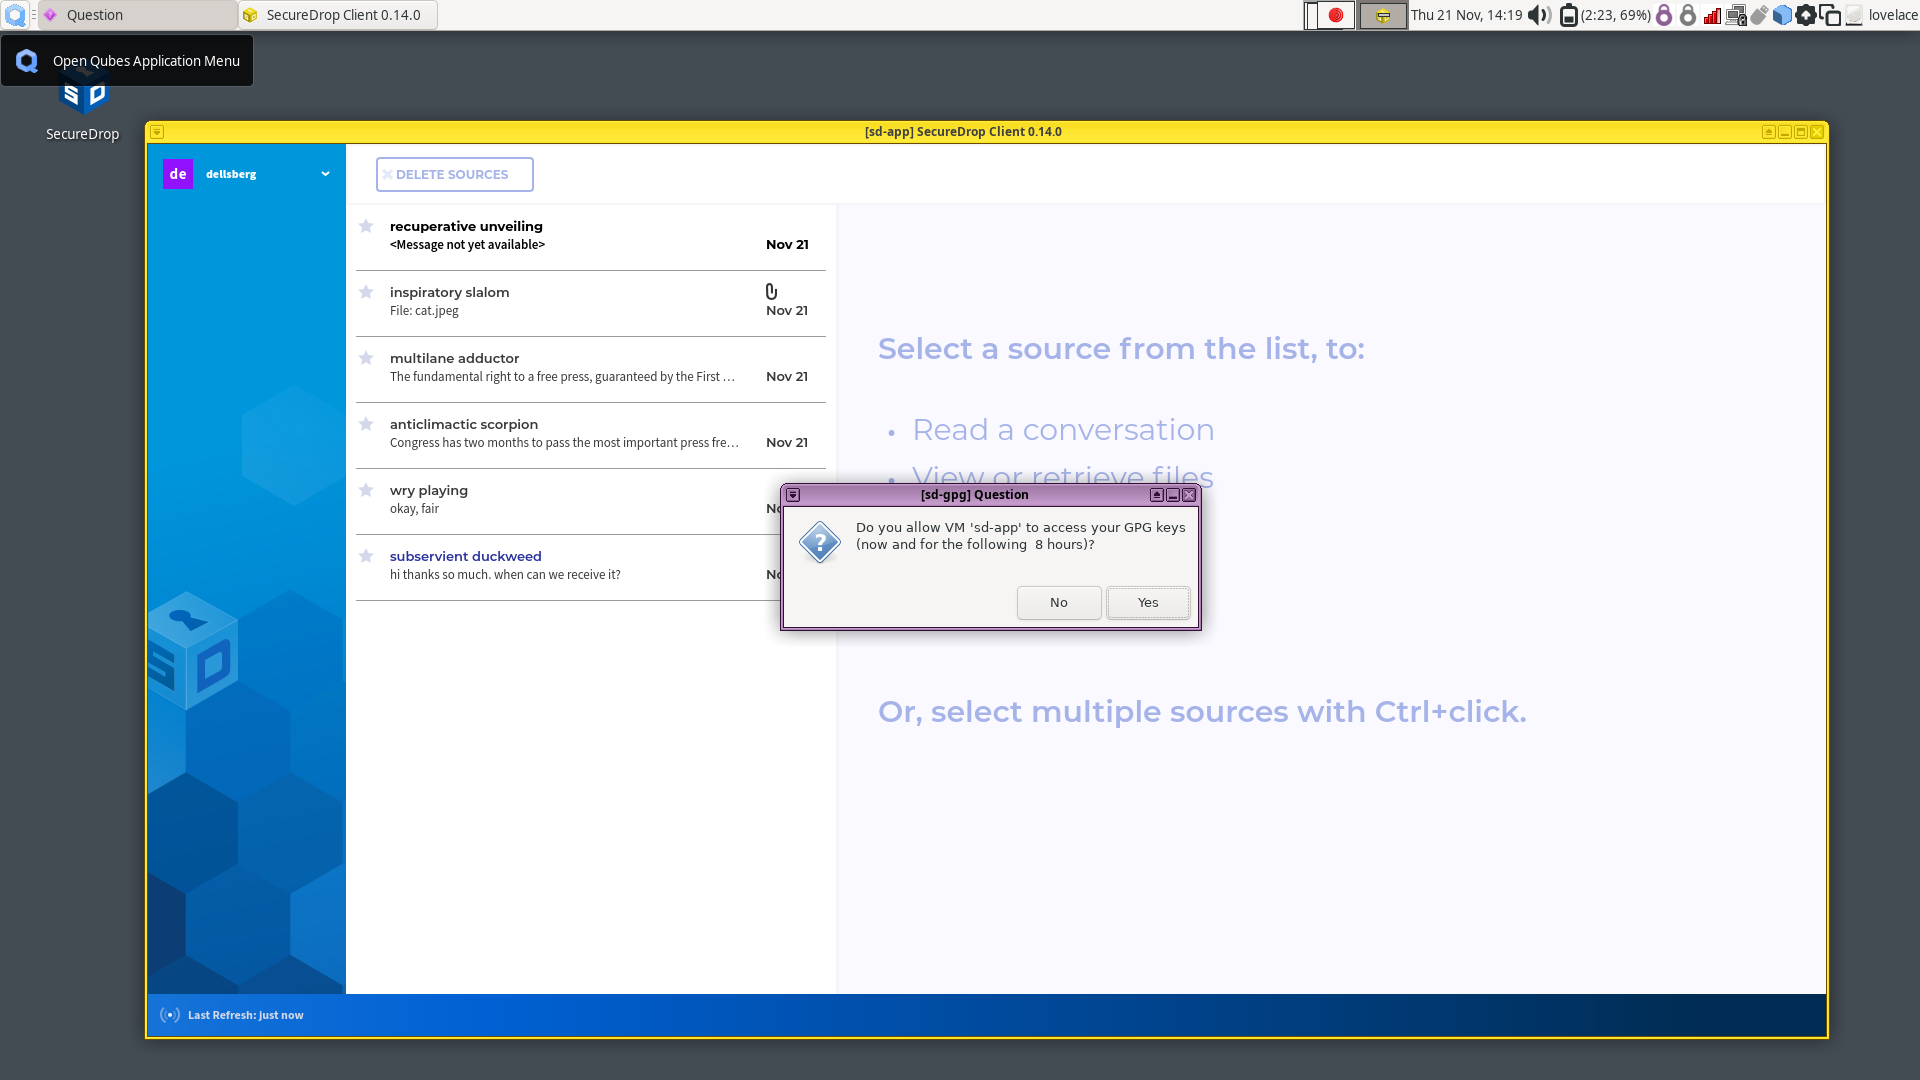 Question
SecureDrop Client 0.14.0
Thu 21 Nov, 14:19
(2:23, 69%)
lovelace
Open Qubes Application Menu
SD
SecureDrop
[sd-app] SecureDrop Client 0.14.0
de
dellsberg
DELETE SOURCES
recuperative unveiling
<Message not yet available>
Nov 21
inspiratory slalom
File: cat.jpeg
Nov 21
multilane adductor
The fundamental right to a free press, guaranteed by the First ...
Nov 21
anticlimactic scorpion
Congress has two months to pass the most important press fre...
Nov 21
wry playing
okay, fair
subservient duckweed
hi thanks so much. when can we receive it?
Select a source from the list, to:
• Read a conversation
• View or retrieve files
Or, select multiple sources with Ctrl+click.
[sd-gpg] Question
Do you allow VM 'sd-app' to access your GPG keys
(now and for the following  8 hours)?
No
Yes
SD
Last Refresh: just now